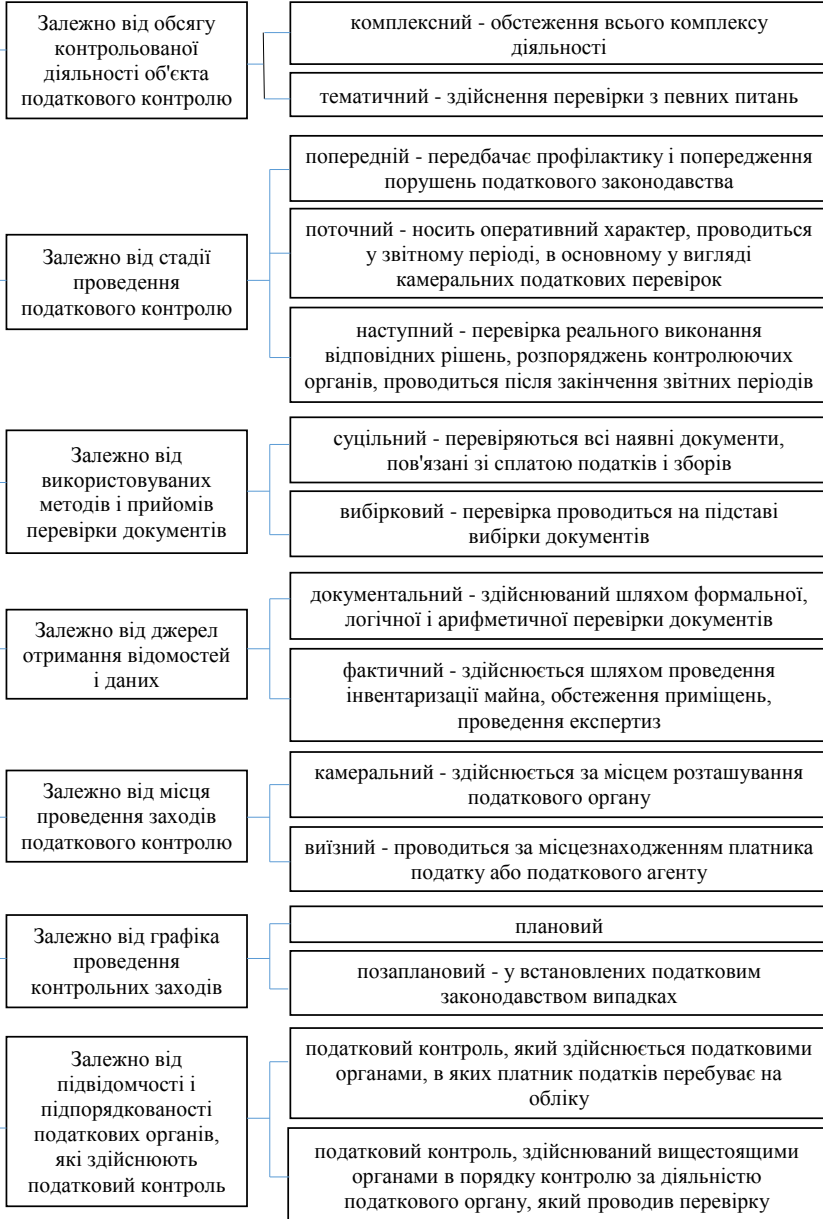 Залежно від обсягу
контрольованої
діяльності об'єкта
податкового контролю
комплексний - обстеження всього комплексу
діяльності
тематичний - здійснення перевірки з певних питань
Залежно від стадії
проведення
податкового контролю
попередній - передбачає профілактику і попередження
порушень податкового законодавства
поточний - носить оперативний характер, проводиться
у звітному періоді, в основному у вигляді
камеральних податкових перевірок
наступний - перевірка реального виконання
відповідних рішень, розпоряджень контролюючих
органів, проводиться після закінчення звітних періодів
Залежно від
використовуваних
методів і прийомів
перевірки документів
суцільний - перевіряються всі наявні документи,
пов'язані зі сплатою податків і зборів
вибірковий - перевірка проводиться на підставі
вибірки документів
Залежно від джерел
отримання відомостей
і даних
документальний - здійснюваний шляхом формальної,
логічної і арифметичної перевірки документів
фактичний - здійснюється шляхом проведення
інвентаризації майна, обстеження приміщень,
проведення експертиз
Залежно від місця
проведення заходів
податкового контролю
камеральний - здійснюється за місцем розташування
податкового органу
виїзний - проводиться за місцезнаходженням платника
податку або податкового агенту
Залежно від графіка
проведення
контрольних заходів
плановий
позаплановий - у встановлених податковим
законодавством випадках
Залежно від
підвідомчості і
підпорядкованості
податкових органів,
які здійснюють
податковий контроль
податковий контроль, який здійснюється податковими
органами, в яких платник податків перебуває на
обліку
податковий контроль, здійснюваний вищестоящими
органами в порядку контролю за діяльністю
податкового органу, який проводив перевірку